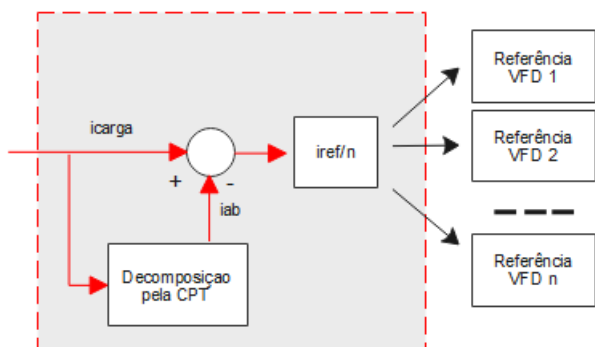 icarga
+
-
iab
iref/n
Decomposiçao
pela CPT
Referência
VFD 1
Referência
VFD 2
Referência
VFD n